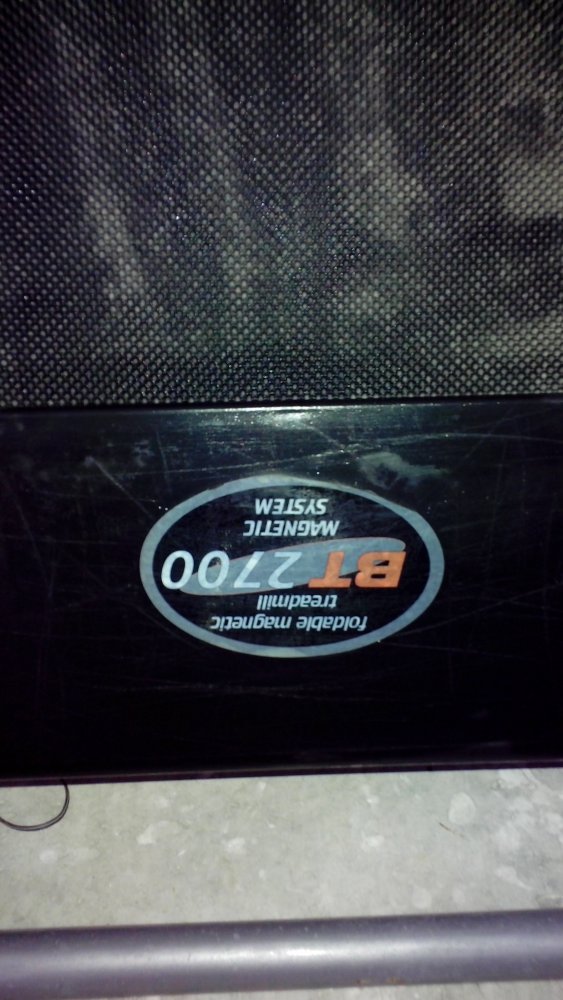 foldable magnetic
treadmill
BT 2700
MAGNETIC
SYSTEM